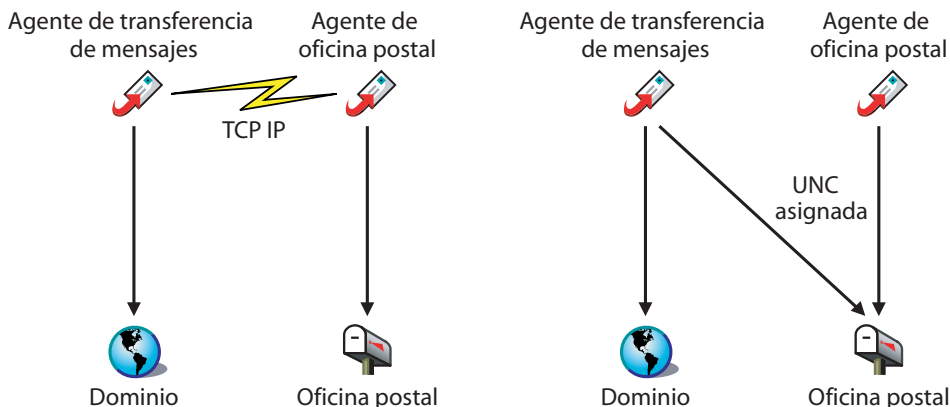 Agente de transferencia
de mensajes
Agente de
oficina postal
TCP IP
Dominio
Oficina postal
Agente de transferencia
de mensajes
Agente de
oficina postal
UNC
asignada
Dominio
Oficina postal